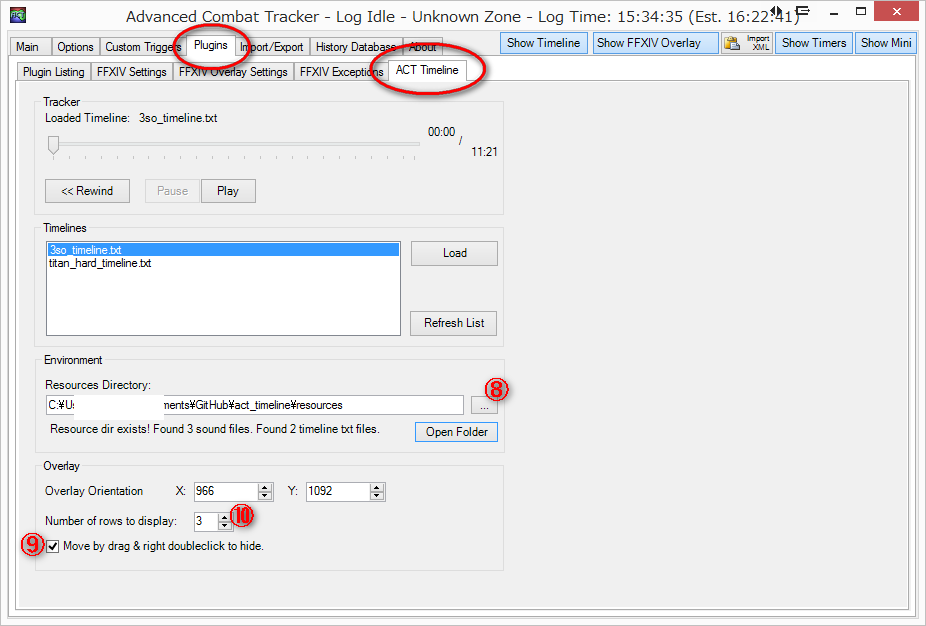 Advanced Combat Tracker - Log Idle - Unknown Zone - Log Time: 15:34:35 (Est. 16:22:41)
Main Options Custom Triggers Plugins Import/Export History Database About Show Timeline Show FFXIV Overlay Import XML Show Timers Show Mini
Plugin Listing FFXIV Settings FFXIV Overlay Settings FFXIV Exceptions ACT Timeline
Tracker
Loaded Timeline: 3so_timeline.txt
00:00 / 11:21
<< Rewind Pause Play
Timelines
3so_timeline.txt
titan_hard_timeline.txt
Load
Refresh List
Environment
Resources Directory:
⑧
C:¥Us ments¥GitHub¥act_timeline¥resources ...
Resource dir exists! Found 3 sound files. Found 2 timeline txt files. Open Folder
Overlay
Overlay Orientation X: 966 Y: 1092
Number of rows to display: 3 ⑩
⑨ Move by drag & right doubleclick to hide.